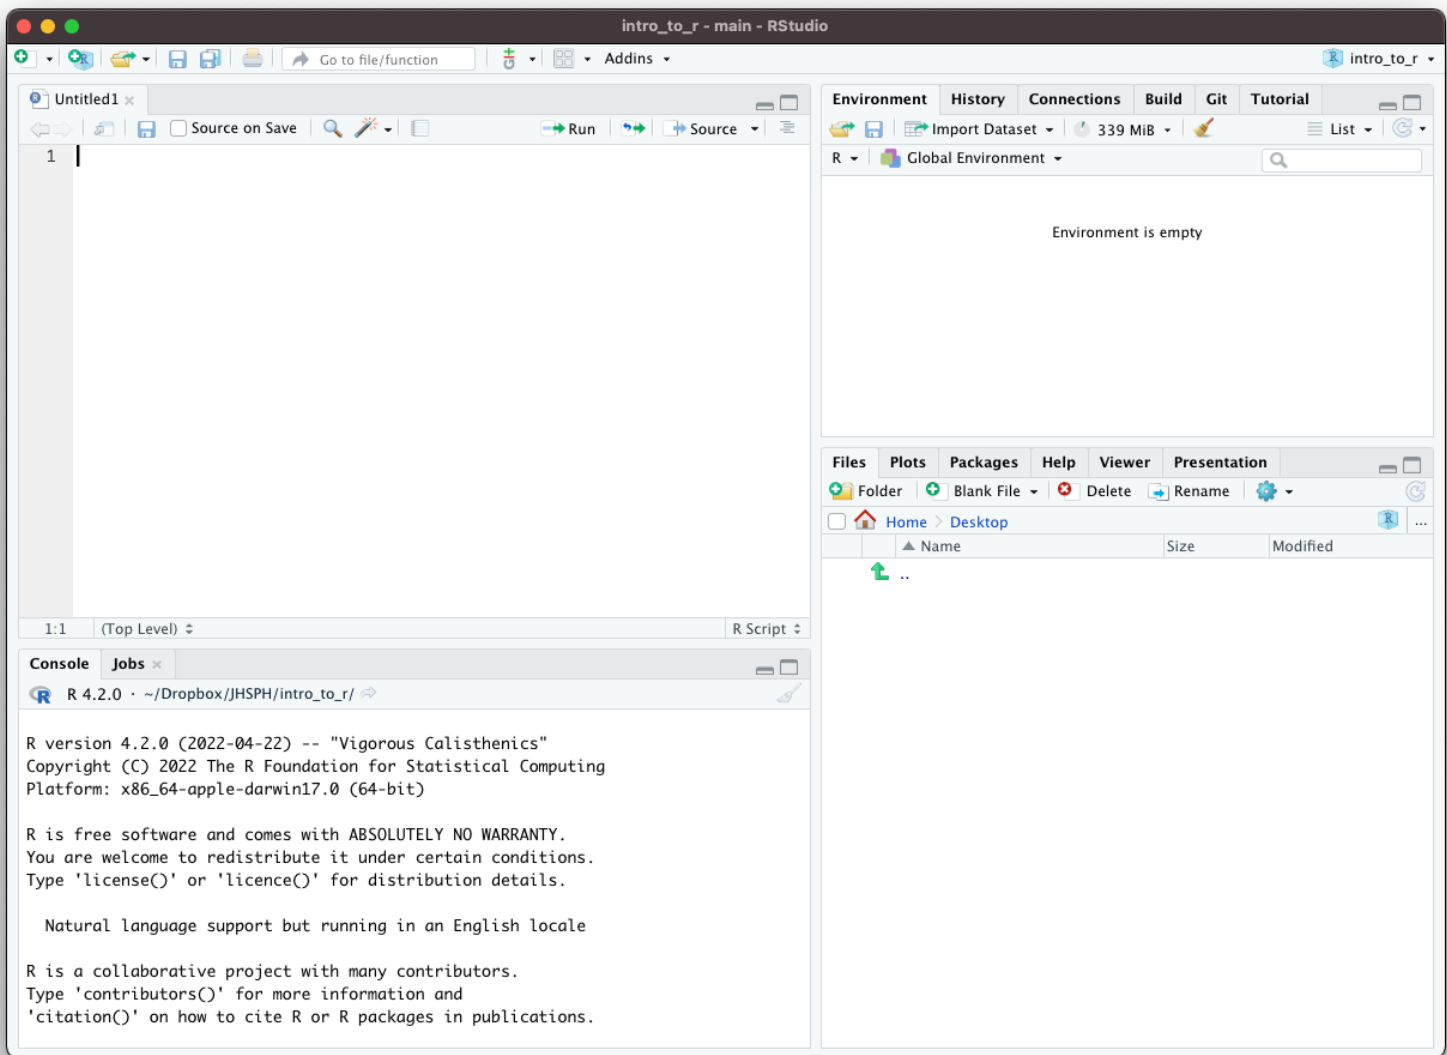 intro_to_r - main - RStudio
Go to file/function
Addins
intro_to_r
Untitled1
Source on Save
Run
Source
1
1:1
(Top Level)
R Script
Console
Jobs
R 4.2.0 · ~/Dropbox/JHSPH/intro_to_r/
R version 4.2.0 (2022-04-22) -- "Vigorous Calisthenics"
Copyright (C) 2022 The R Foundation for Statistical Computing
Platform: x86_64-apple-darwin17.0 (64-bit)
R is free software and comes with ABSOLUTELY NO WARRANTY.
You are welcome to redistribute it under certain conditions.
Type 'license()' or 'licence()' for distribution details.
Natural language support but running in an English locale
R is a collaborative project with many contributors.
Type 'contributors()' for more information and
'citation()' on how to cite R or R packages in publications.
Environment
History
Connections
Build
Git
Tutorial
Import Dataset
339 MiB
List
R
Global Environment
Environment is empty
Files
Plots
Packages
Help
Viewer
Presentation
Folder
Blank File
Delete
Rename
Home
Desktop
...
Name
Size
Modified
..